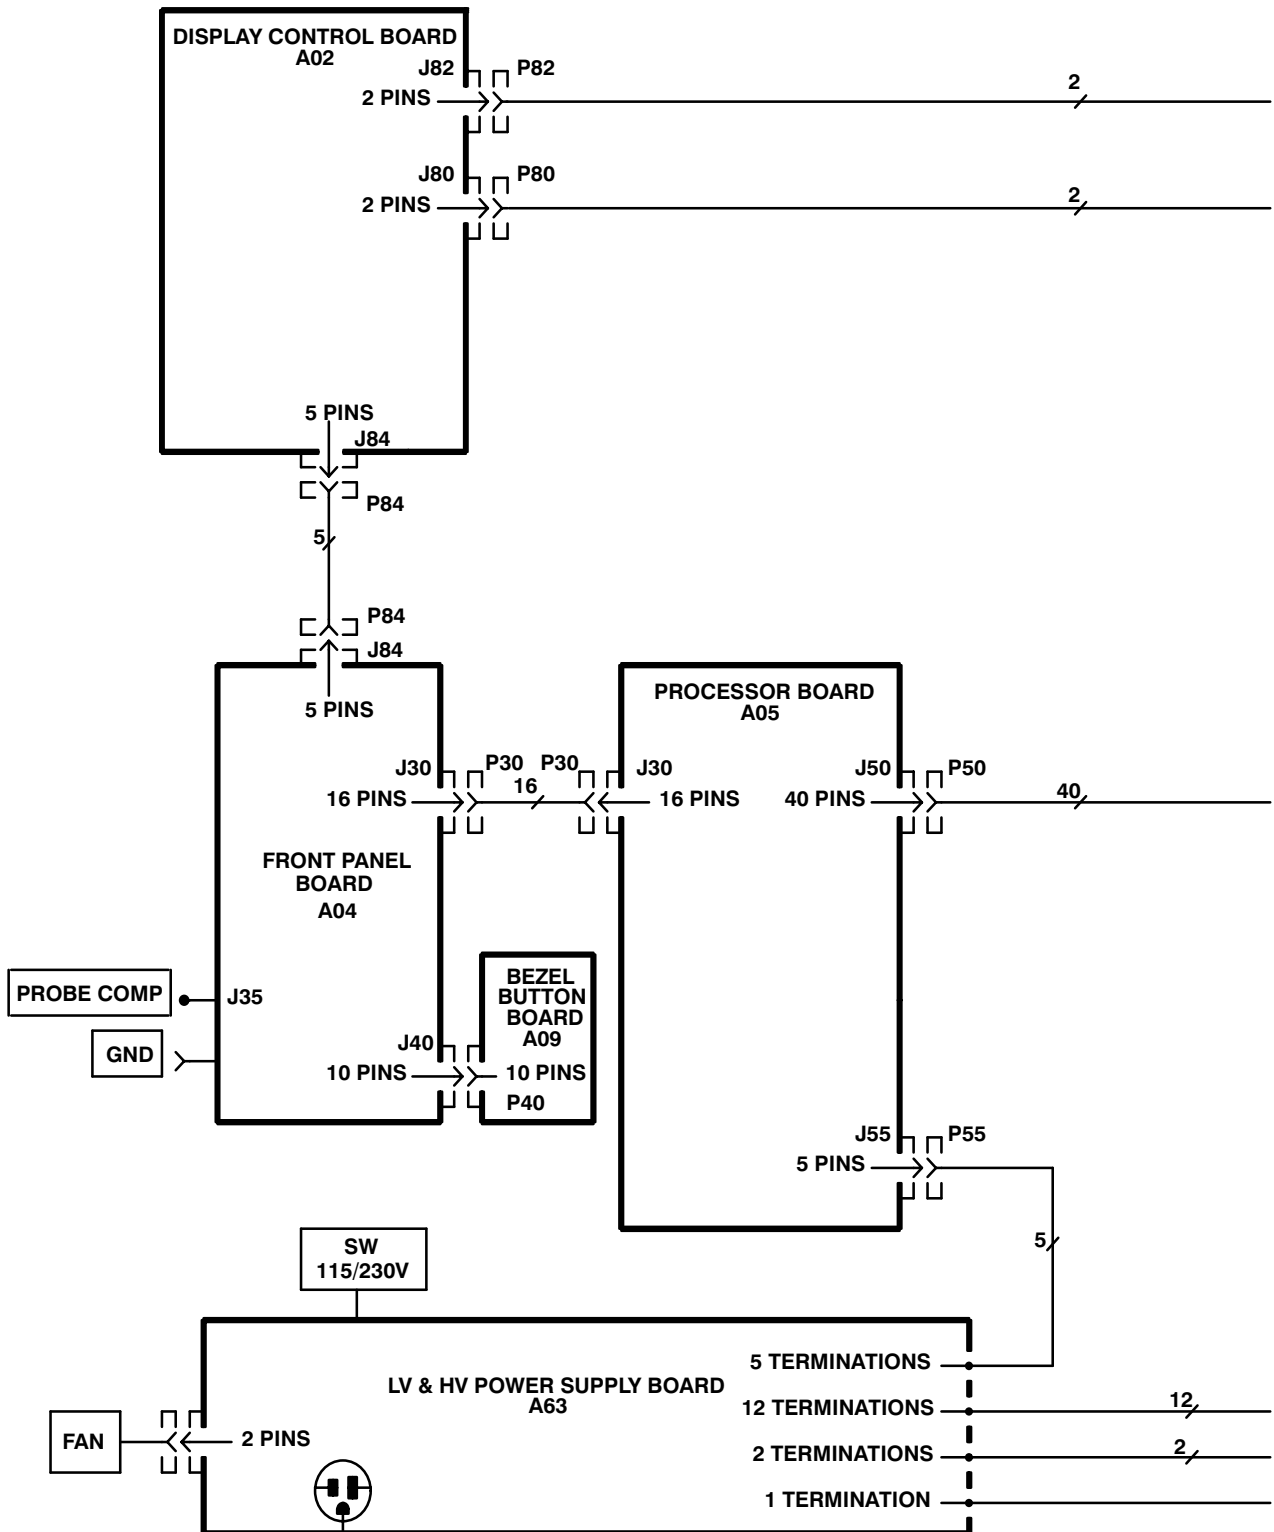 DISPLAY CONTROL BOARD
A02
J82
P82
2 PINS
2
J80
P80
2 PINS
2
5 PINS
J84
P84
5
P84
J84
5 PINS
PROCESSOR BOARD
A05
J30
P30
P30
J30
J50
P50
16 PINS
16
16 PINS
40 PINS
40
FRONT PANEL
BOARD
A04
PROBE COMP
J35
GND
BEZEL
BUTTON
BOARD
A09
J40
10 PINS
10 PINS
P40
J55
P55
5 PINS
5
SW
115/230V
5 TERMINATIONS
LV & HV POWER SUPPLY BOARD
A63
12 TERMINATIONS
12
FAN
2 PINS
2 TERMINATIONS
2
1 TERMINATION